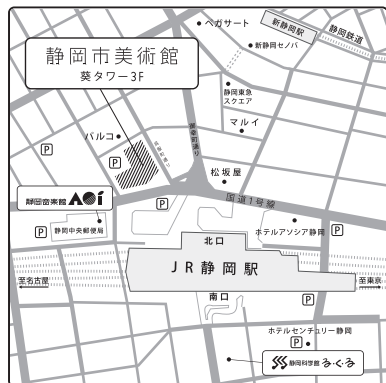 ペガサート
新静岡駅
静岡鉄道
新静岡セノバ
静岡市美術館
葵タワー3F
静岡東急
スクエア
マルイ
パルコ
御幸町通り
松坂屋
P
P
P
国道1号線
静岡音楽館 AOi
静岡中央郵便局
P
北口
ホテルアソシア静岡
P
JR静岡駅
至名古屋
至東京
南口
P
ホテルセンチュリー静岡
P
静岡科学館 る・く・る